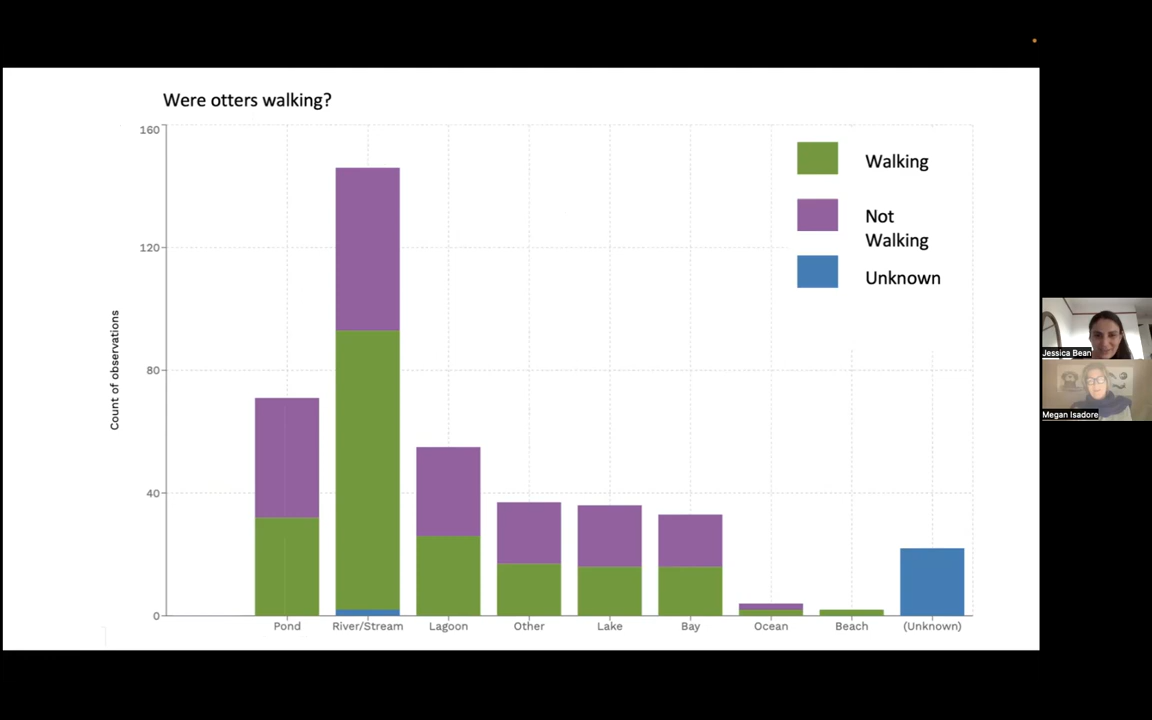 Were otters walking?
160
120
80
40
0
Count of observations
Walking
Not
Walking
Unknown
Pond
River/Stream
Lagoon
Other
Lake
Bay
Ocean
Beach
(Unknown)
Jessica Bean
Megan Isadore